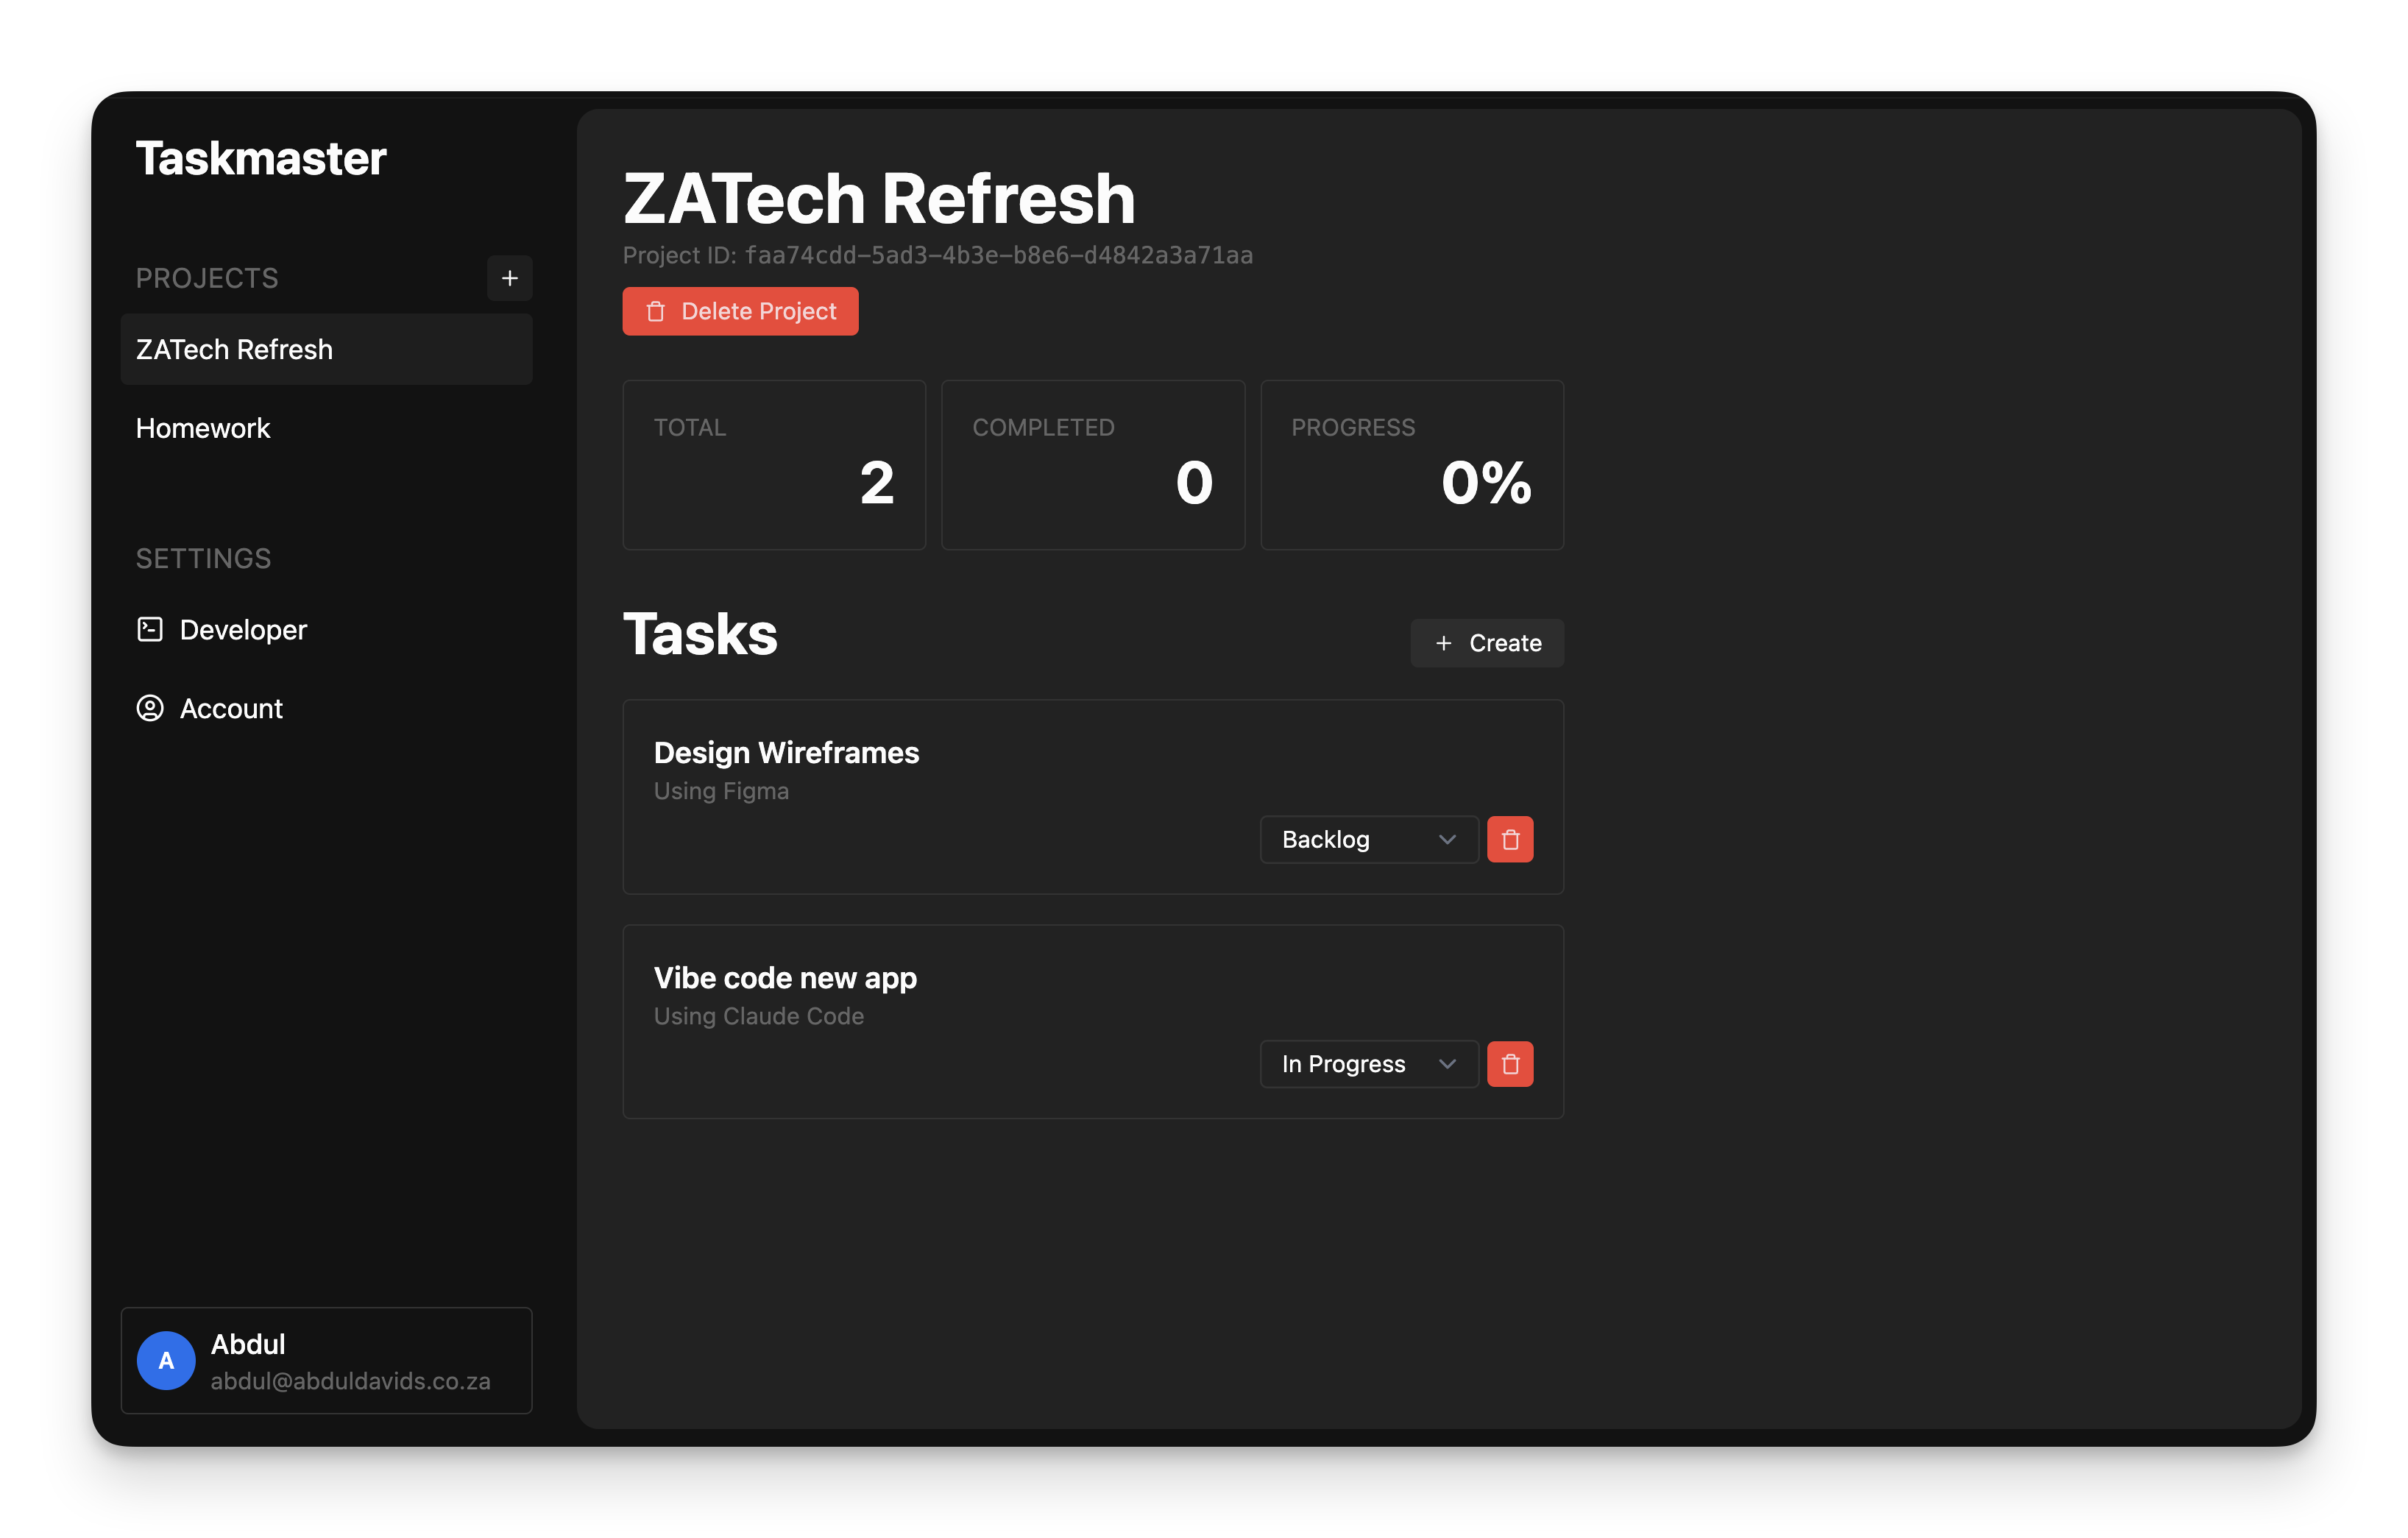 Taskmaster
PROJECTS
ZATech Refresh
Homework
SETTINGS
Developer
Account
A
Abdul
abdul@abduldavids.co.za
ZATech Refresh
Project ID: faa74cdd-5ad3-4b3e-b8e6-d4842a3a71aa
Delete Project
TOTAL
2
COMPLETED
0
PROGRESS
0%
Tasks
+ Create
Design Wireframes
Using Figma
Backlog
Vibe code new app
Using Claude Code
In Progress